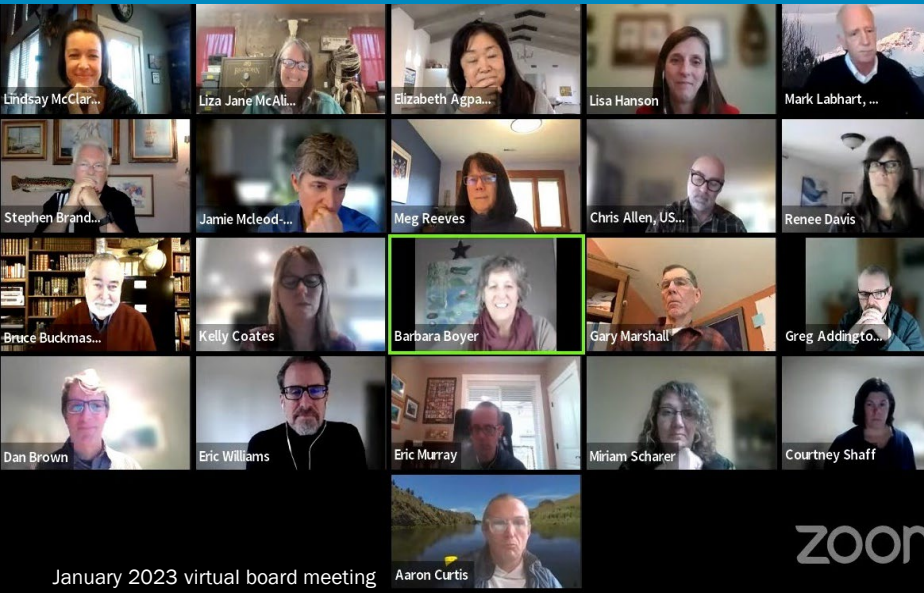 Lindsay McClar...
Liza Jane McAli...
Elizabeth Agpa...
Lisa Hanson
Mark Labhart, ...
Stephen Brand...
Jamie Mcleod-...
Meg Reeves
Chris Allen, US...
Renee Davis
Bruce Buckmas...
Kelly Coates
Barbara Boyer
Gary Marshall
Greg Addingto...
Dan Brown
Eric Williams
Eric Murray
Miriam Scharer
Courtney Shaff
Aaron Curtis
zoom
January 2023 virtual board meeting